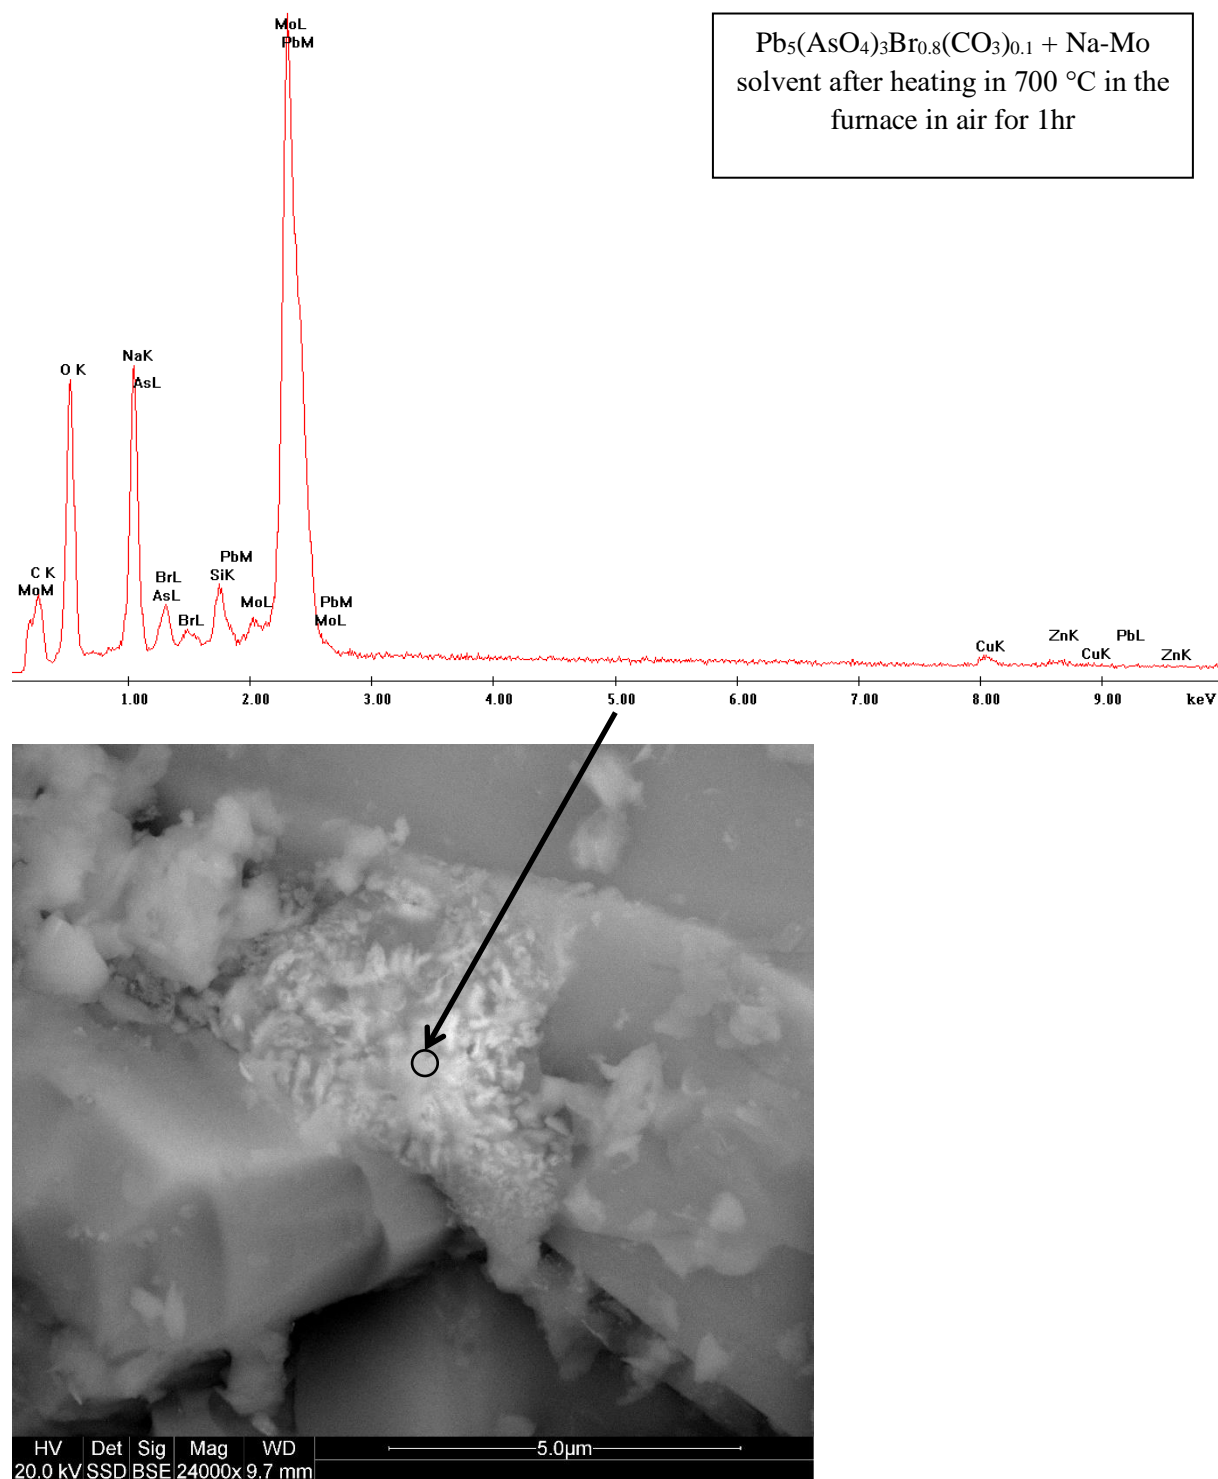 MoL
PbM
Pb₅(AsO₄)₃Br₀.₈(CO₃)₀.₁ + Na-Mo
solvent after heating in 700 °C in the
furnace in air for 1hr
O K
NaK
AsL
C K
MoM
BrL
AsL
BrL
PbM
SiK
MoL
PbM
MoL
CuK
ZnK
CuK
PbL
ZnK
1.00 2.00 3.00 4.00 5.00 6.00 7.00 8.00 9.00 keV
HV Det Sig Mag WD 5.0µm
20.0 kV SSD BSE 24000x 9.7 mm